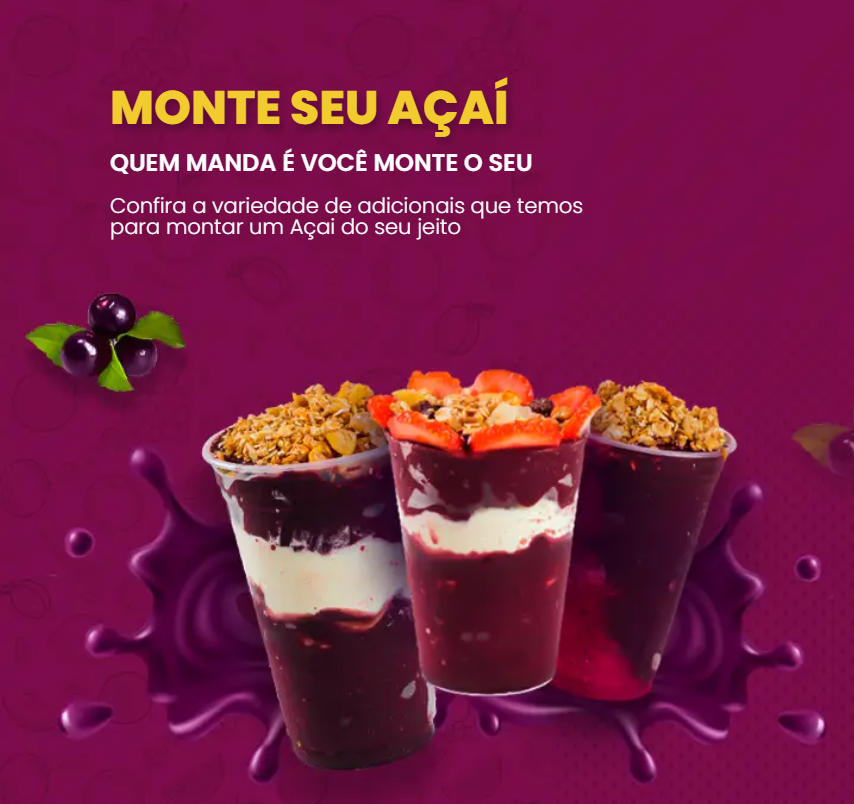 MONTE SEU AÇAÍ
QUEM MANDA É VOCÊ MONTE O SEU
Confira a variedade de adicionais que temos
para montar um Açai do seu jeito